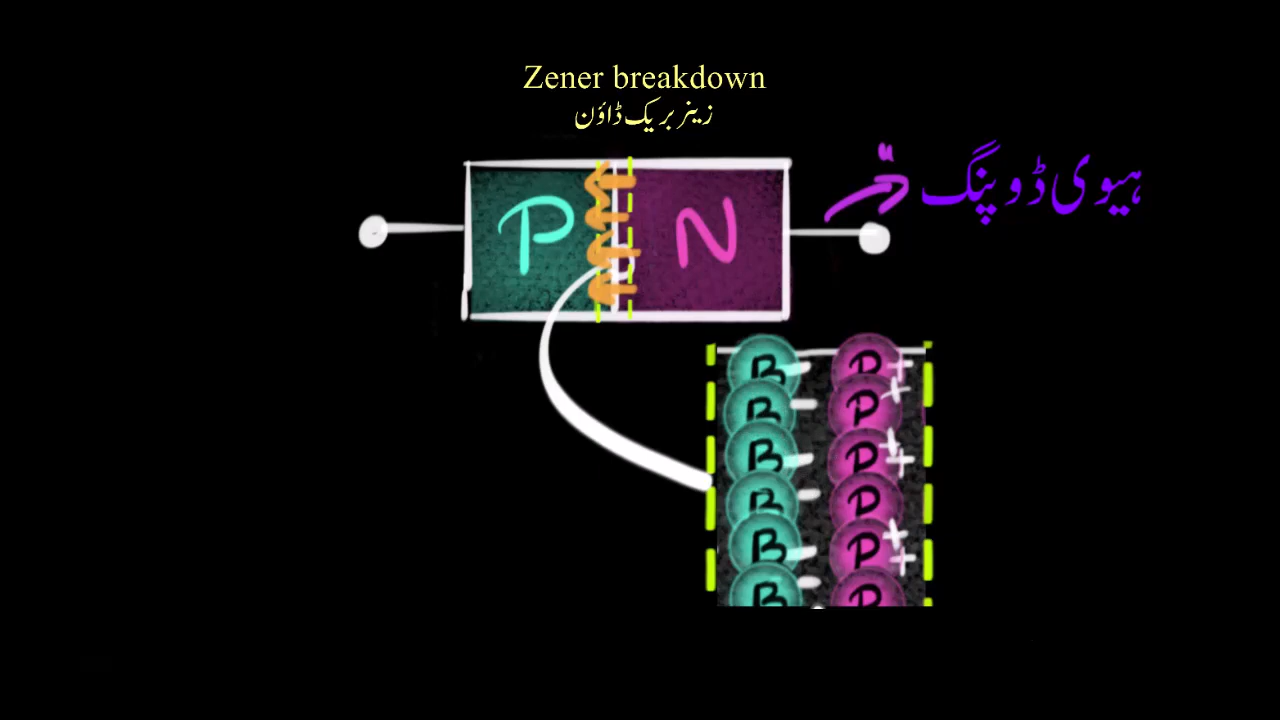 Zener breakdown
زینر بریک ڈاؤن
ہیوی ڈوپنگ
P N
B - P +
B - P +
B - P +
B - P +
B - P +
B - P